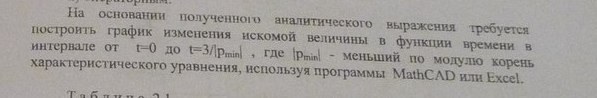 На основании полученного аналитического выражения требуется
построить график изменения искомой величины в функции времени в
интервале от t=0 до t=3/|pmin| , где |pmin| - меньший по модулю корень
характеристического уравнения, используя программы MathCAD или Excel.